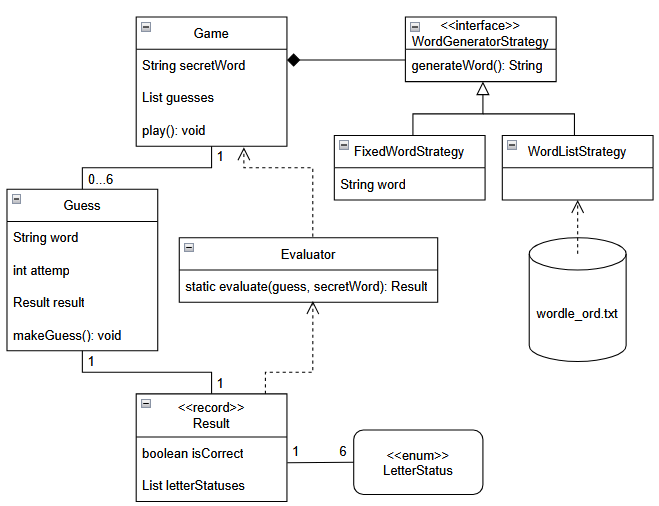 Game
String secretWord
List guesses
play(): void
<<interface>>
WordGeneratorStrategy
generateWord(): String
FixedWordStrategy
String word
WordListStrategy
wordle_ord.txt
1
0...6
Guess
String word
int attemp
Result result
makeGuess(): void
Evaluator
static evaluate(guess, secretWord): Result
1
1
<<record>>
Result
boolean isCorrect
List letterStatuses
1
6
<<enum>>
LetterStatus